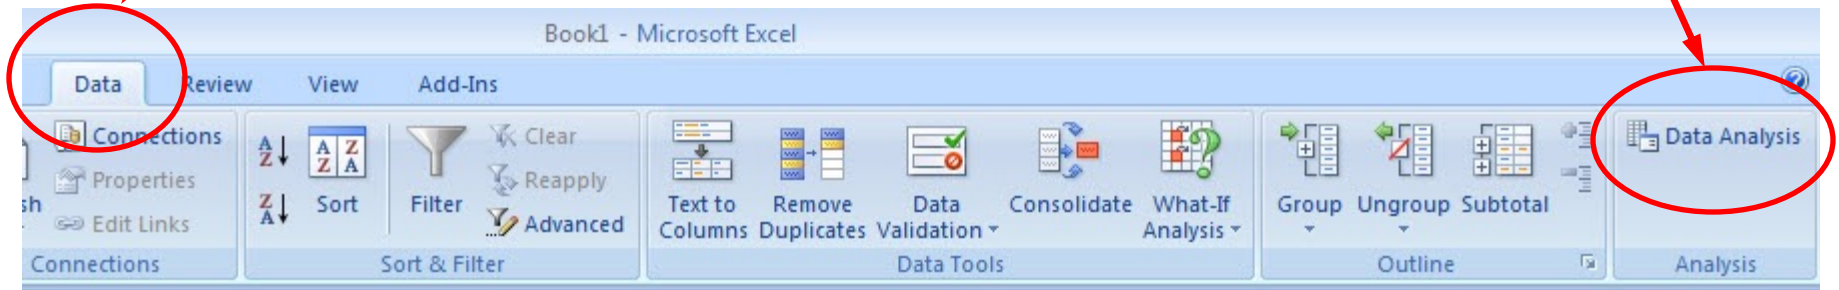 Book1 - Microsoft Excel
Data Review View Add-Ins
Connections
Properties
sh
Edit Links
Connections
A
Z
Z
A
A Z
Z A
Sort
Filter
Clear
Reapply
Advanced
Sort & Filter
Text to
Columns
Remove
Duplicates
Data
Validation
Consolidate
What-If
Analysis
Data Tools
Group
Ungroup
Subtotal
Outline
Data Analysis
Analysis